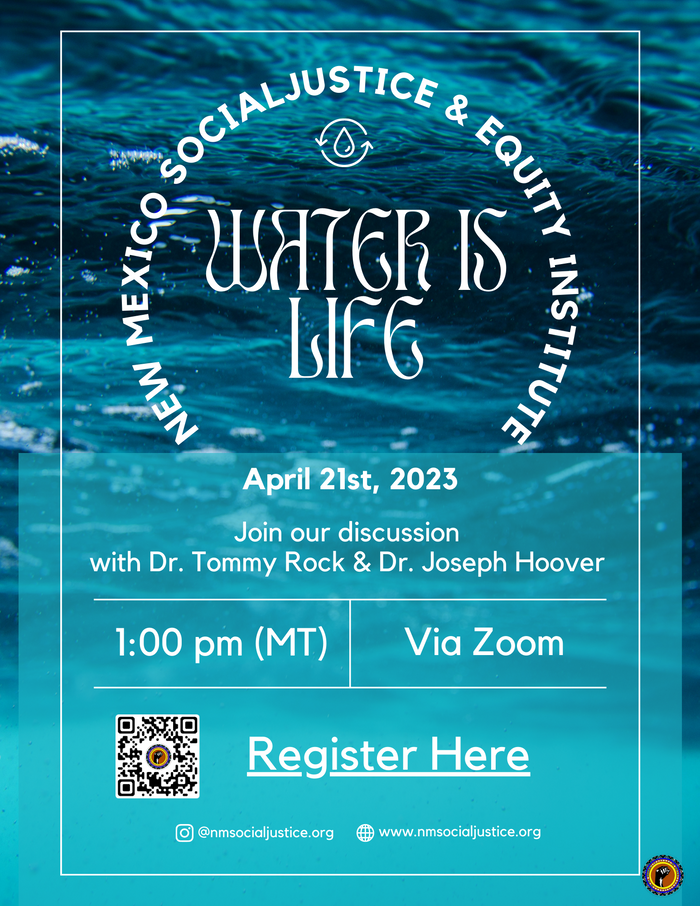 NEW MEXICO SOCIALJUSTICE & EQUITY INSTITUTE
WATER IS
LIFE
April 21st, 2023
Join our discussion
with Dr. Tommy Rock & Dr. Joseph Hoover
1:00 pm (MT)
Via Zoom
Register Here
@nmsocialjustice.org
www.nmsocialjustice.org